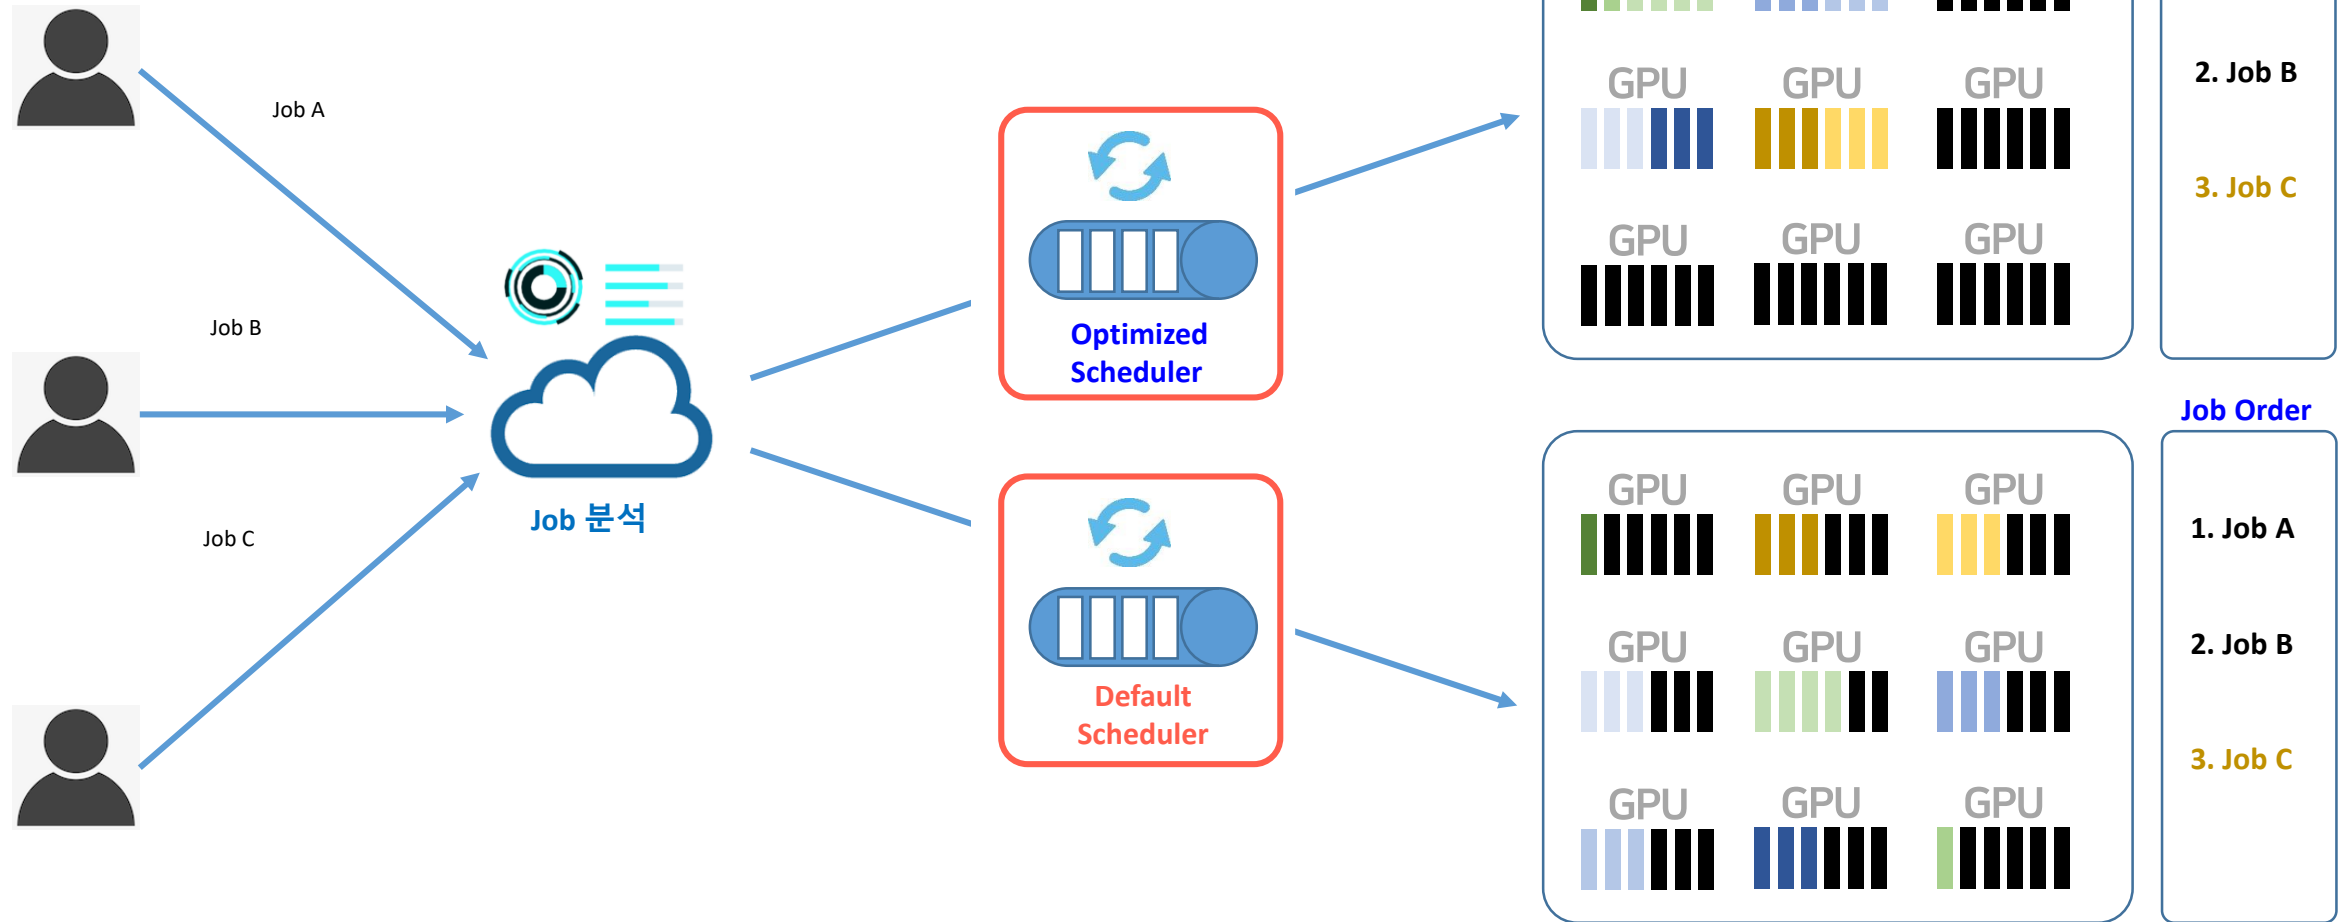 Job A
Job B
Job C
Job 분석
Optimized
Scheduler
Default
Scheduler
GPU GPU GPU
GPU GPU GPU
2. Job B
3. Job C
Job Order
GPU GPU GPU
GPU GPU GPU
GPU GPU GPU
1. Job A
2. Job B
3. Job C